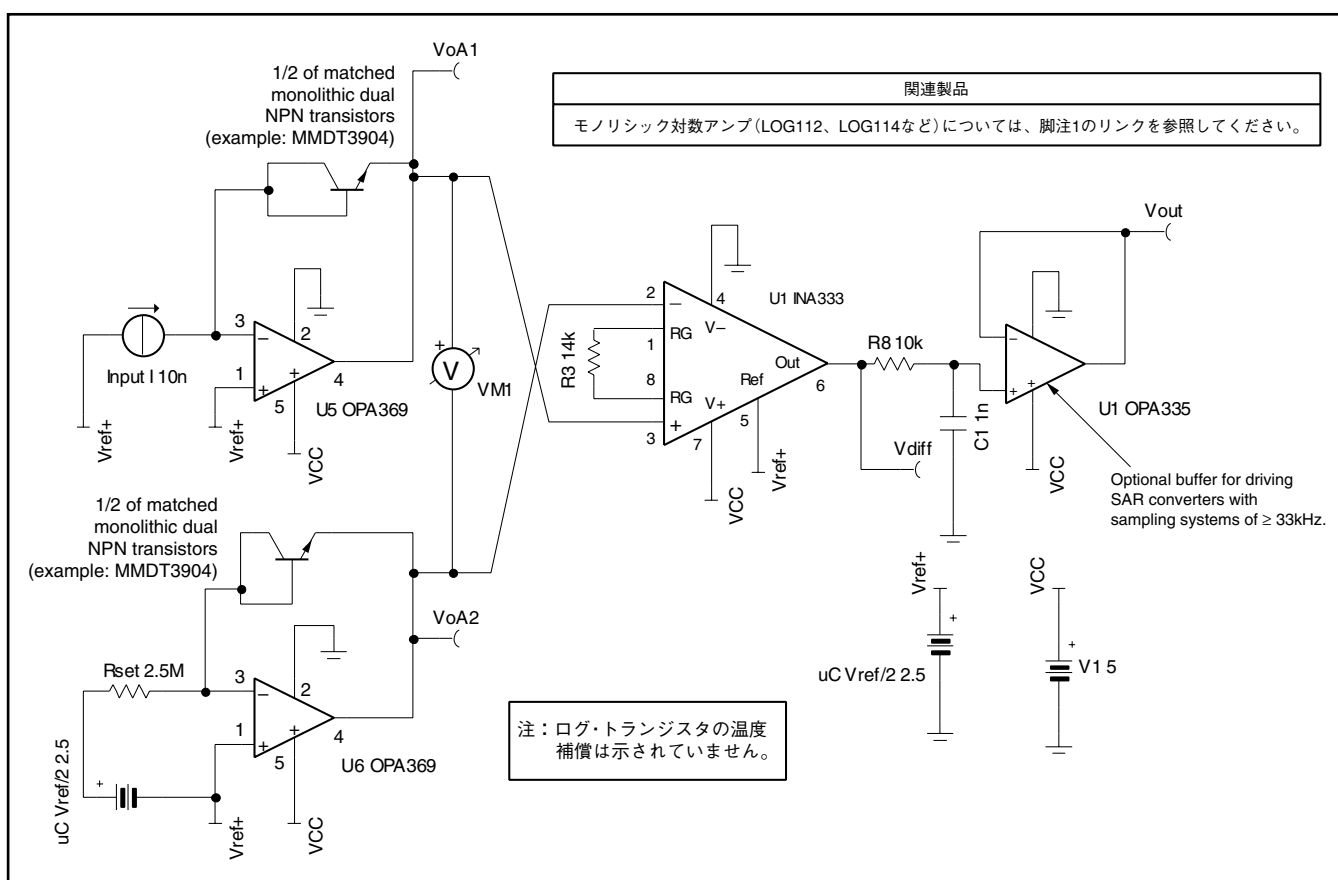 VoA1
1/2 of matched
monolithic dual
NPN transistors
(example: MMDT3904)
関連製品
モノリシック対数アンプ(LOG112、LOG114など)については、脚注1のリンクを参照してください。
Vout
3
2
−
Input I 10n
1
+
+
4
5
U5 OPA369
Vref+
Vref+
VCC
+
V
VM1
2
−
4
U1 INA333
RG
V−
1
R3 14k
8
RG
Out
6
Ref
V+
5
+
3
7
VCC
Vref+
R8 10k
Vdiff
C1 1n
−
+
+
U1 OPA335
VCC
Optional buffer for driving
SAR converters with
sampling systems of ≥ 33kHz.
1/2 of matched
monolithic dual
NPN transistors
(example: MMDT3904)
VoA2
Rset 2.5M
3
2
−
1
+
+
4
5
U6 OPA369
uC Vref/2 2.5
+
Vref+
VCC
注：ログ・トランジスタの温度
補償は示されていません。
Vref+
+
uC Vref/2 2.5
VCC
+
V1 5